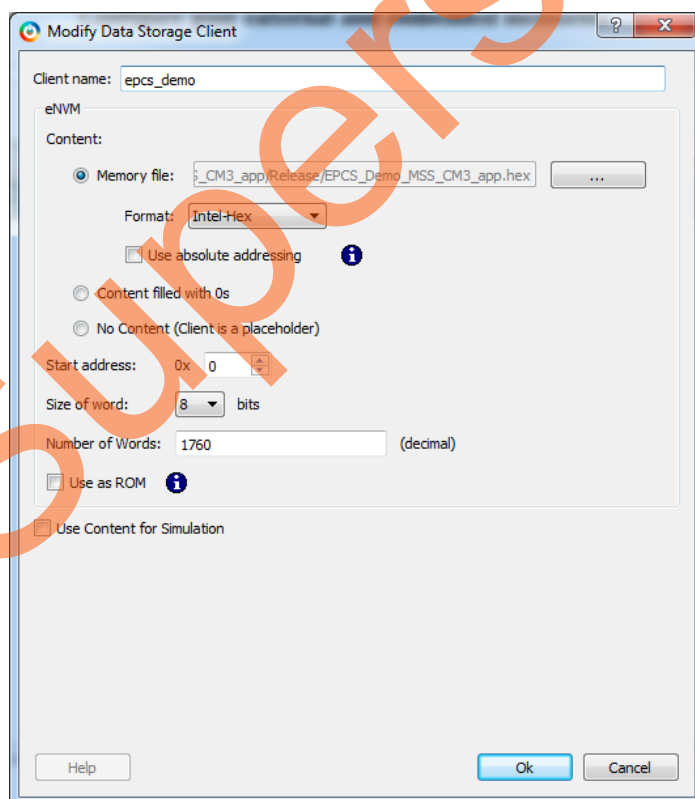 Modify Data Storage Client
Client name: epcs_demo
eNVM
Content:
Memory file: S_CM3_app/Release/EPCS_Demo_MSS_CM3_app.hex ...
Format: Intel-Hex
Use absolute addressing
Content filled with 0s
No Content (Client is a placeholder)
Start address: 0x 0
Size of word: 8 bits
Number of Words: 1760 (decimal)
Use as ROM
Use Content for Simulation
Help Ok Cancel